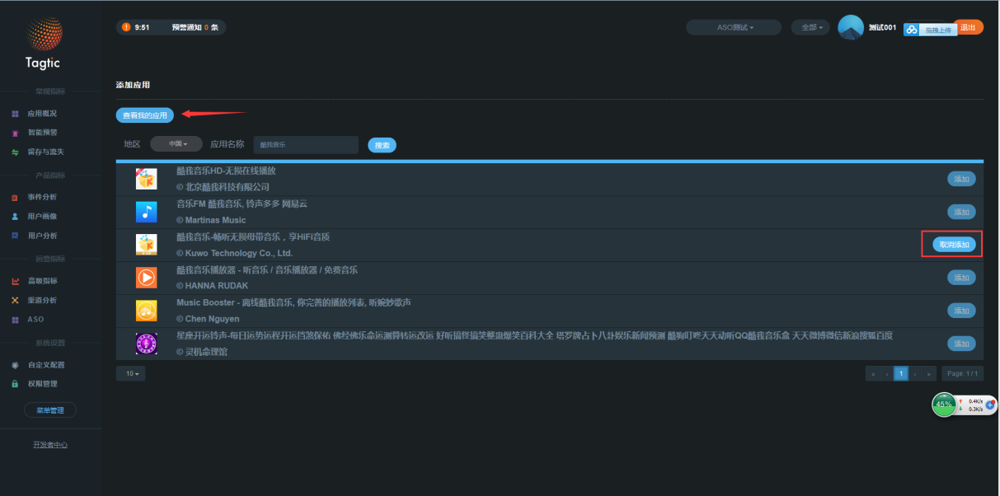 9:51 预警通知 0 条
ASO测试
全部
测试001
拖拽上传
退出
Tagtic
常规指标
应用概况
智能预警
留存与流失
产品指标
事件分析
用户画像
用户分析
运营指标
高级指标
渠道分析
ASO
系统设置
自定义配置
权限管理
菜单管理
开发者中心
添加应用
查看我的应用
地区 中国 应用名称 酷我音乐 搜索
酷我音乐HD-无损在线播放
© 北京酷我科技有限公司
添加
音乐FM 酷我音乐, 铃声多多 网易云
© Martinas Music
添加
酷我音乐-畅听无损母带音乐，享HIFI音质
© Kuwo Technology Co., Ltd.
取消添加
酷我音乐播放器 - 听音乐 / 音乐播放器 / 免费音乐
© HANNA RUDAK
添加
Music Booster - 离线酷我音乐, 你完善的播放列表, 听婉妙歌声
© Chen Nguyen
添加
星座开运铃声-每日运势运程开运挡煞保佑 佛经佛乐命运测算转运改运 好听搞怪搞笑整蛊爆笑百科大全 塔罗牌占卜八卦娱乐新闻预测 酷狗叮咚天天动听QQ酷我音乐盒 天天微博微信新浪搜狐百度
© 灵机命理馆
添加
10
« ‹ 1 › » Page: 1 / 1
45% 0.4K/s
0.3K/s